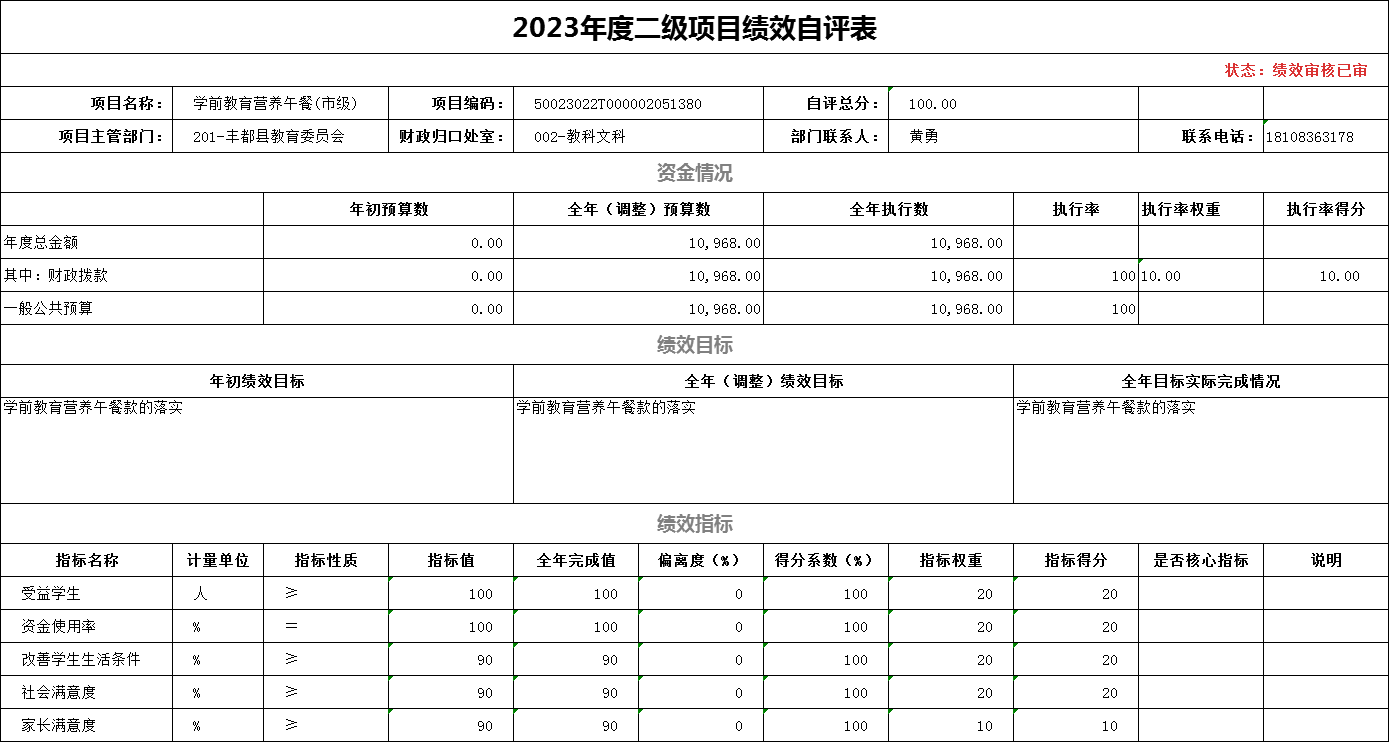 2023年度二级项目绩效自评表
状态：绩效审核已审
项目名称： 学前教育营养午餐(市级) 项目编码： 50023022T000002051380 自评总分： 100.00
项目主管部门： 201-丰都县教育委员会 财政归口处室： 002-教科文科 部门联系人： 黄勇 联系电话： 18108363178
资金情况
年初预算数 全年（调整）预算数 全年执行数 执行率 执行率权重 执行率得分
年度总金额 0.00 10,968.00 10,968.00
其中：财政拨款 0.00 10,968.00 10,968.00 100 10.00 10.00
一般公共预算 0.00 10,968.00 10,968.00 100
绩效目标
年初绩效目标 全年（调整）绩效目标 全年目标实际完成情况
学前教育营养午餐款的落实 学前教育营养午餐款的落实 学前教育营养午餐款的落实
绩效指标
指标名称 计量单位 指标性质 指标值 全年完成值 偏离度（%） 得分系数（%） 指标权重 指标得分 是否核心指标 说明
受益学生 人 ≥ 100 100 0 100 20 20
资金使用率 % ＝ 100 100 0 100 20 20
改善学生生活条件 % ≥ 90 90 0 100 20 20
社会满意度 % ≥ 90 90 0 100 20 20
家长满意度 % ≥ 90 90 0 100 10 10